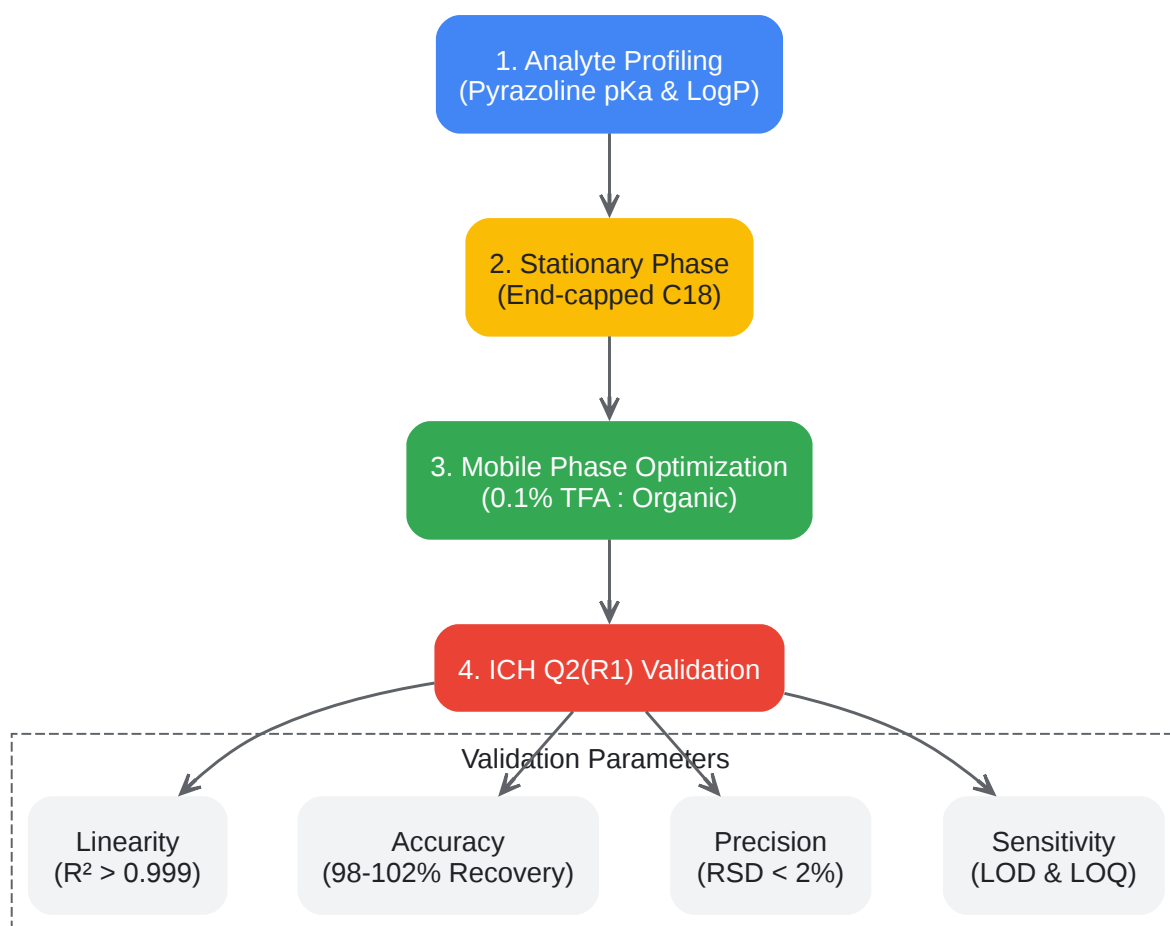 1. Analyte Profiling
(Pyrazoline pKa & LogP)
2. Stationary Phase
(End-capped C18)
3. Mobile Phase Optimization
(0.1% TFA : Organic)
4. ICH Q2(R1) Validation
Validation Parameters
Linearity
(R² > 0.999)
Accuracy
(98-102% Recovery)
Precision
(RSD < 2%)
Sensitivity
(LOD & LOQ)